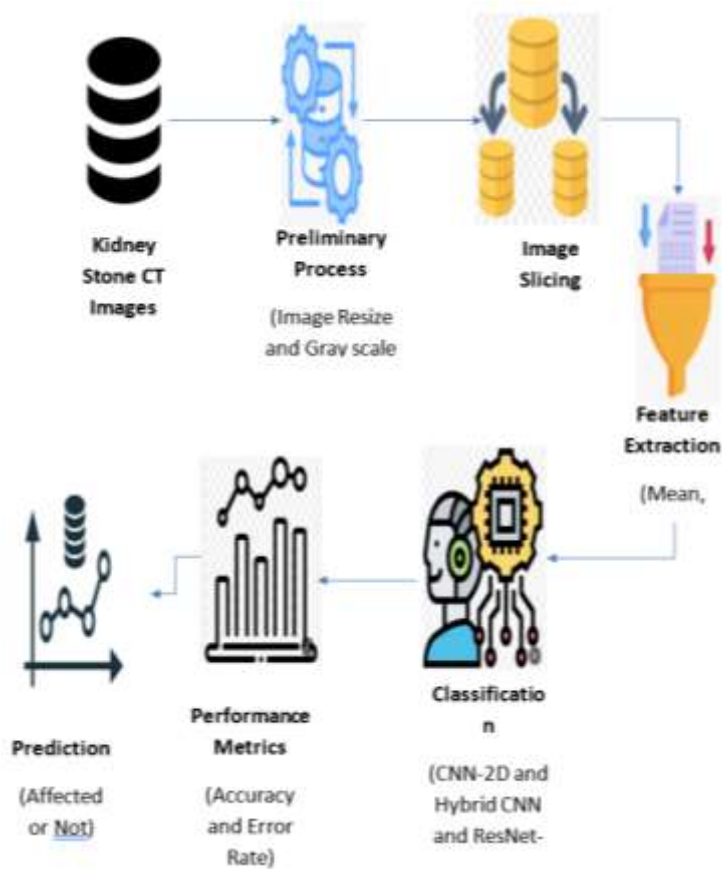 Kidney
Stone CT
Images
Preliminary
Process
(Image Resize
and Gray scale
Image
Slicing
Feature
Extraction
(Mean,
Classificatio
n
(CNN-2D and
Hybrid CNN
and ResNet-
Performance
Metrics
(Accuracy
and Error
Rate)
Prediction
(Affected
or Not)